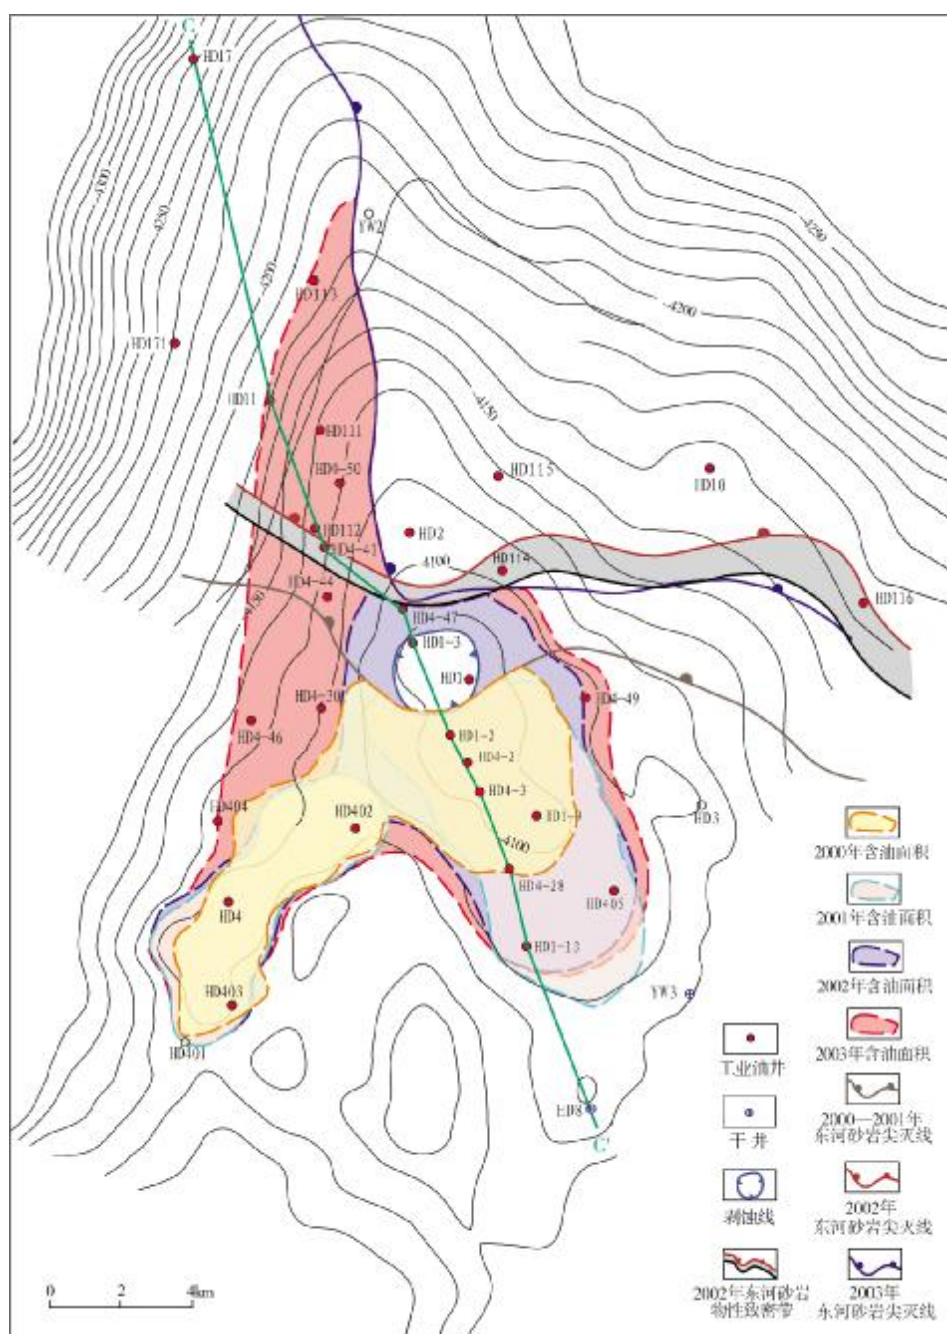 C
HD17
-4300
-4250
YW2
-4200
HD113
-4250
-4200
HD171
HD11
-4150
HD111
HD4-50
HD115
HD10
HD112
HD2
HD4-41
-4100
HD114
HD4-44
-4150
HD116
HD4-47
HD1-3
HD1
HD4-30
HD4-49
HD4-46
HD1-2
HD4-2
HD4-3
HD3
HD404
HD402
HD1-9
-4100
HD4-28
HD4
HD405
HD1-13
HD403
YW3
HD401
HD8
C'
2000年含油面积
2001年含油面积
2002年含油面积
2003年含油面积
工业油井
2000—2001年
东河砂岩尖灭线
干井
2002年
东河砂岩尖灭线
剥蚀线
2002年东河砂岩
物性致密带
2003年
东河砂岩尖灭线
0 2 4km